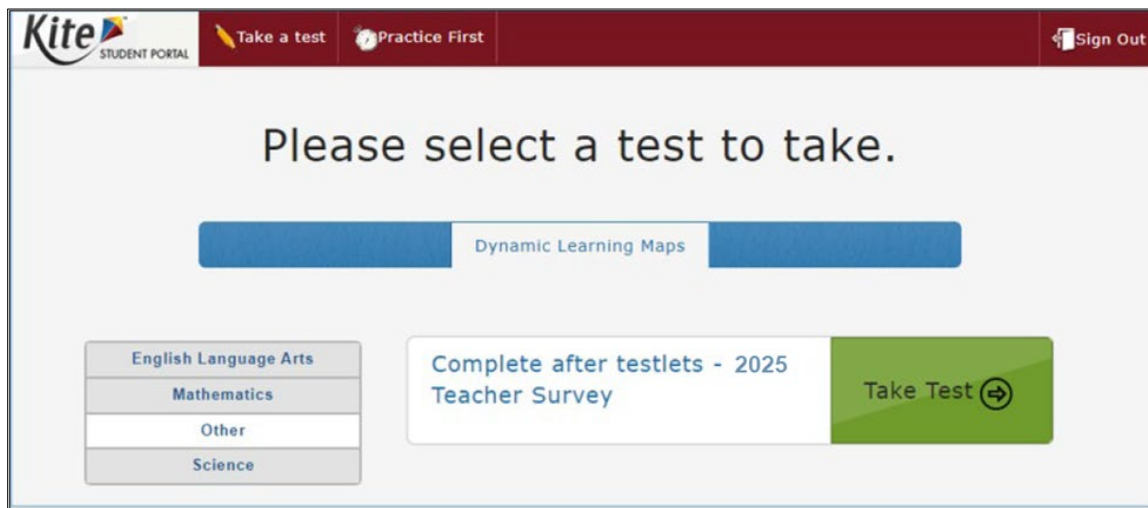 Kite
STUDENT PORTAL
Take a test
Practice First
Sign Out
Please select a test to take.
Dynamic Learning Maps
English Language Arts
Mathematics
Other
Science
Complete after testlets - 2025
Teacher Survey
Take Test